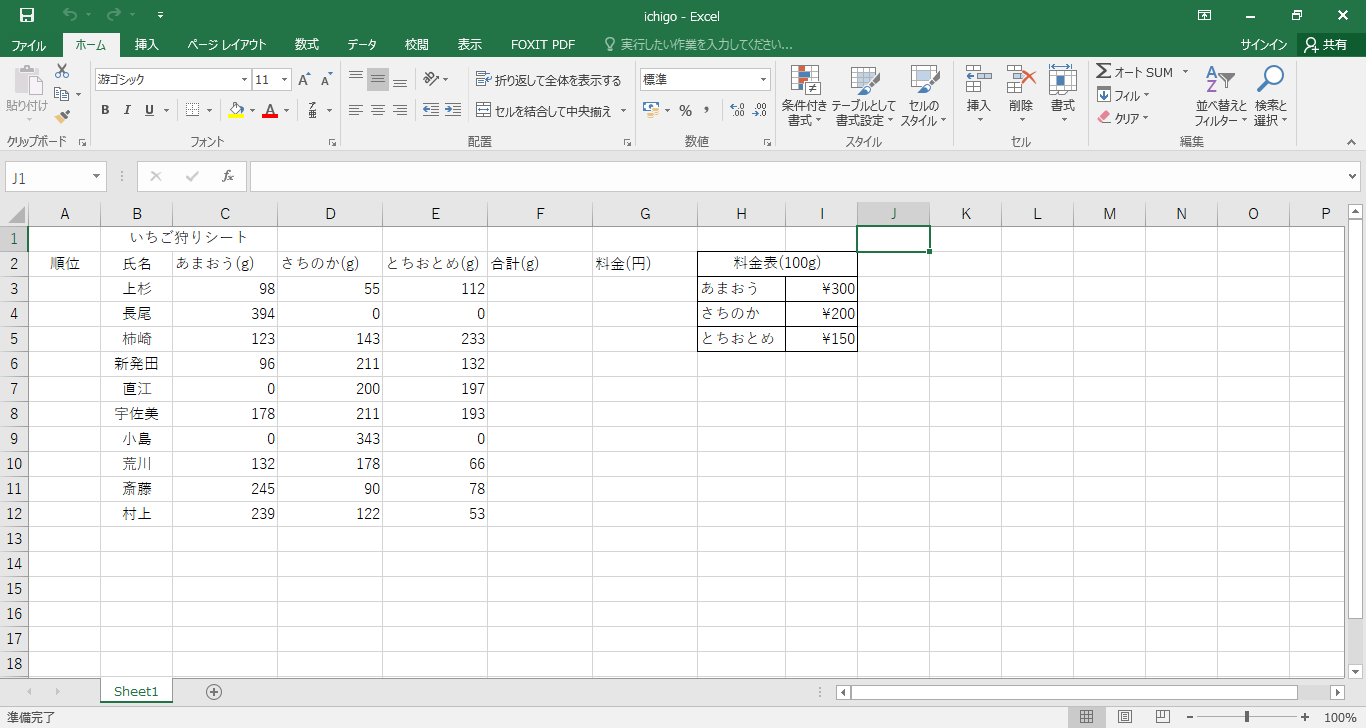 ichigo - Excel
ファイル ホーム 挿入 ページ レイアウト 数式 データ 校閲 表示 FOXIT PDF 実行したい作業を入力してください... サインイン 共有
貼り付け
クリップボード
游ゴシック 11
B I U
フォント
折り返して全体を表示する
セルを結合して中央揃え
配置
標準
%
数値
条件付き書式 テーブルとして書式設定 セルのスタイル
スタイル
挿入 削除 書式
セル
オート SUM
フィル
クリア
並べ替えとフィルター 検索と選択
編集
J1 fx
A B C D E F G H I J K L M N O P
1 いちご狩りシート
2 順位 氏名 あまおう(g) さちのか(g) とちおとめ(g) 合計(g) 料金(円) 料金表(100g)
3 上杉 98 55 112 あまおう ¥300
4 長尾 394 0 0 さちのか ¥200
5 柿崎 123 143 233 とちおとめ ¥150
6 新発田 96 211 132
7 直江 0 200 197
8 宇佐美 178 211 193
9 小島 0 343 0
10 荒川 132 178 66
11 斎藤 245 90 78
12 村上 239 122 53
13
14
15
16
17
18
Sheet1
準備完了 100%